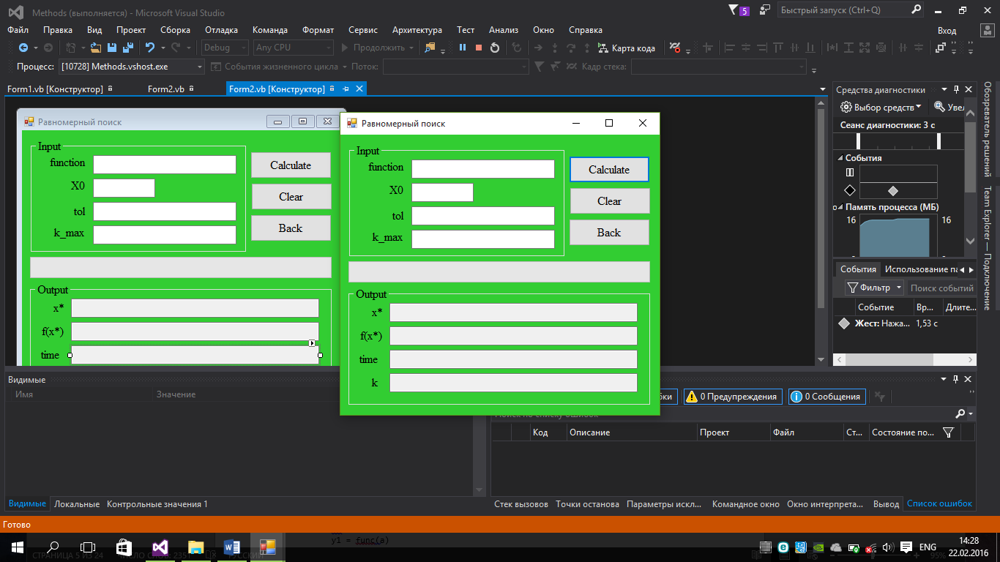 Methods (выполняется) - Microsoft Visual Studio
5
Быстрый запуск (Ctrl+Q)
Файл Правка Вид Проект Сборка Отладка Команда Формат Сервис Архитектура Тест Анализ Окно Справка
Вход
Debug Any CPU Продолжить Карта кода
Процесс: [10728] Methods.vshost.exe События жизненного цикла Поток: Кадр стека:
Form1.vb [Конструктор] Form2.vb Form2.vb [Конструктор]
Равномерный поиск
Input
function
X0
tol
k_max
Calculate
Clear
Back
Output
x*
f(x*)
time
Равномерный поиск
Input
function
X0
tol
k_max
Calculate
Clear
Back
Output
x*
f(x*)
time
k
Средства диагностики
Выбор средств Увел
Сеанс диагностики: 3 с
События
Память процесса (МБ)
16 16
События Использование па
Фильтр Поиск событий
Событие Вр... Длите...
Жест: Нажа... 1,53 с
Обозреватель решений
Team Explorer — Подключение
Видимые
Имя Значение
Видимые Локальные Контрольные значения 1
бки 0 Предупреждения 0 Сообщения
Поиск по списку ошибок
Код Описание Проект Файл Ст... Состояние по...
Стек вызовов Точки останова Параметры искл... Командное окно Окно интерпрета... Вывод Список ошибок
Готово
y1 = func(a)
СТРАНИЦА 5 ИЗ 24 ЧИСЛО СЛОВ: 2351 РУССКИЙ
95%
ENG
14:28
22.02.2016